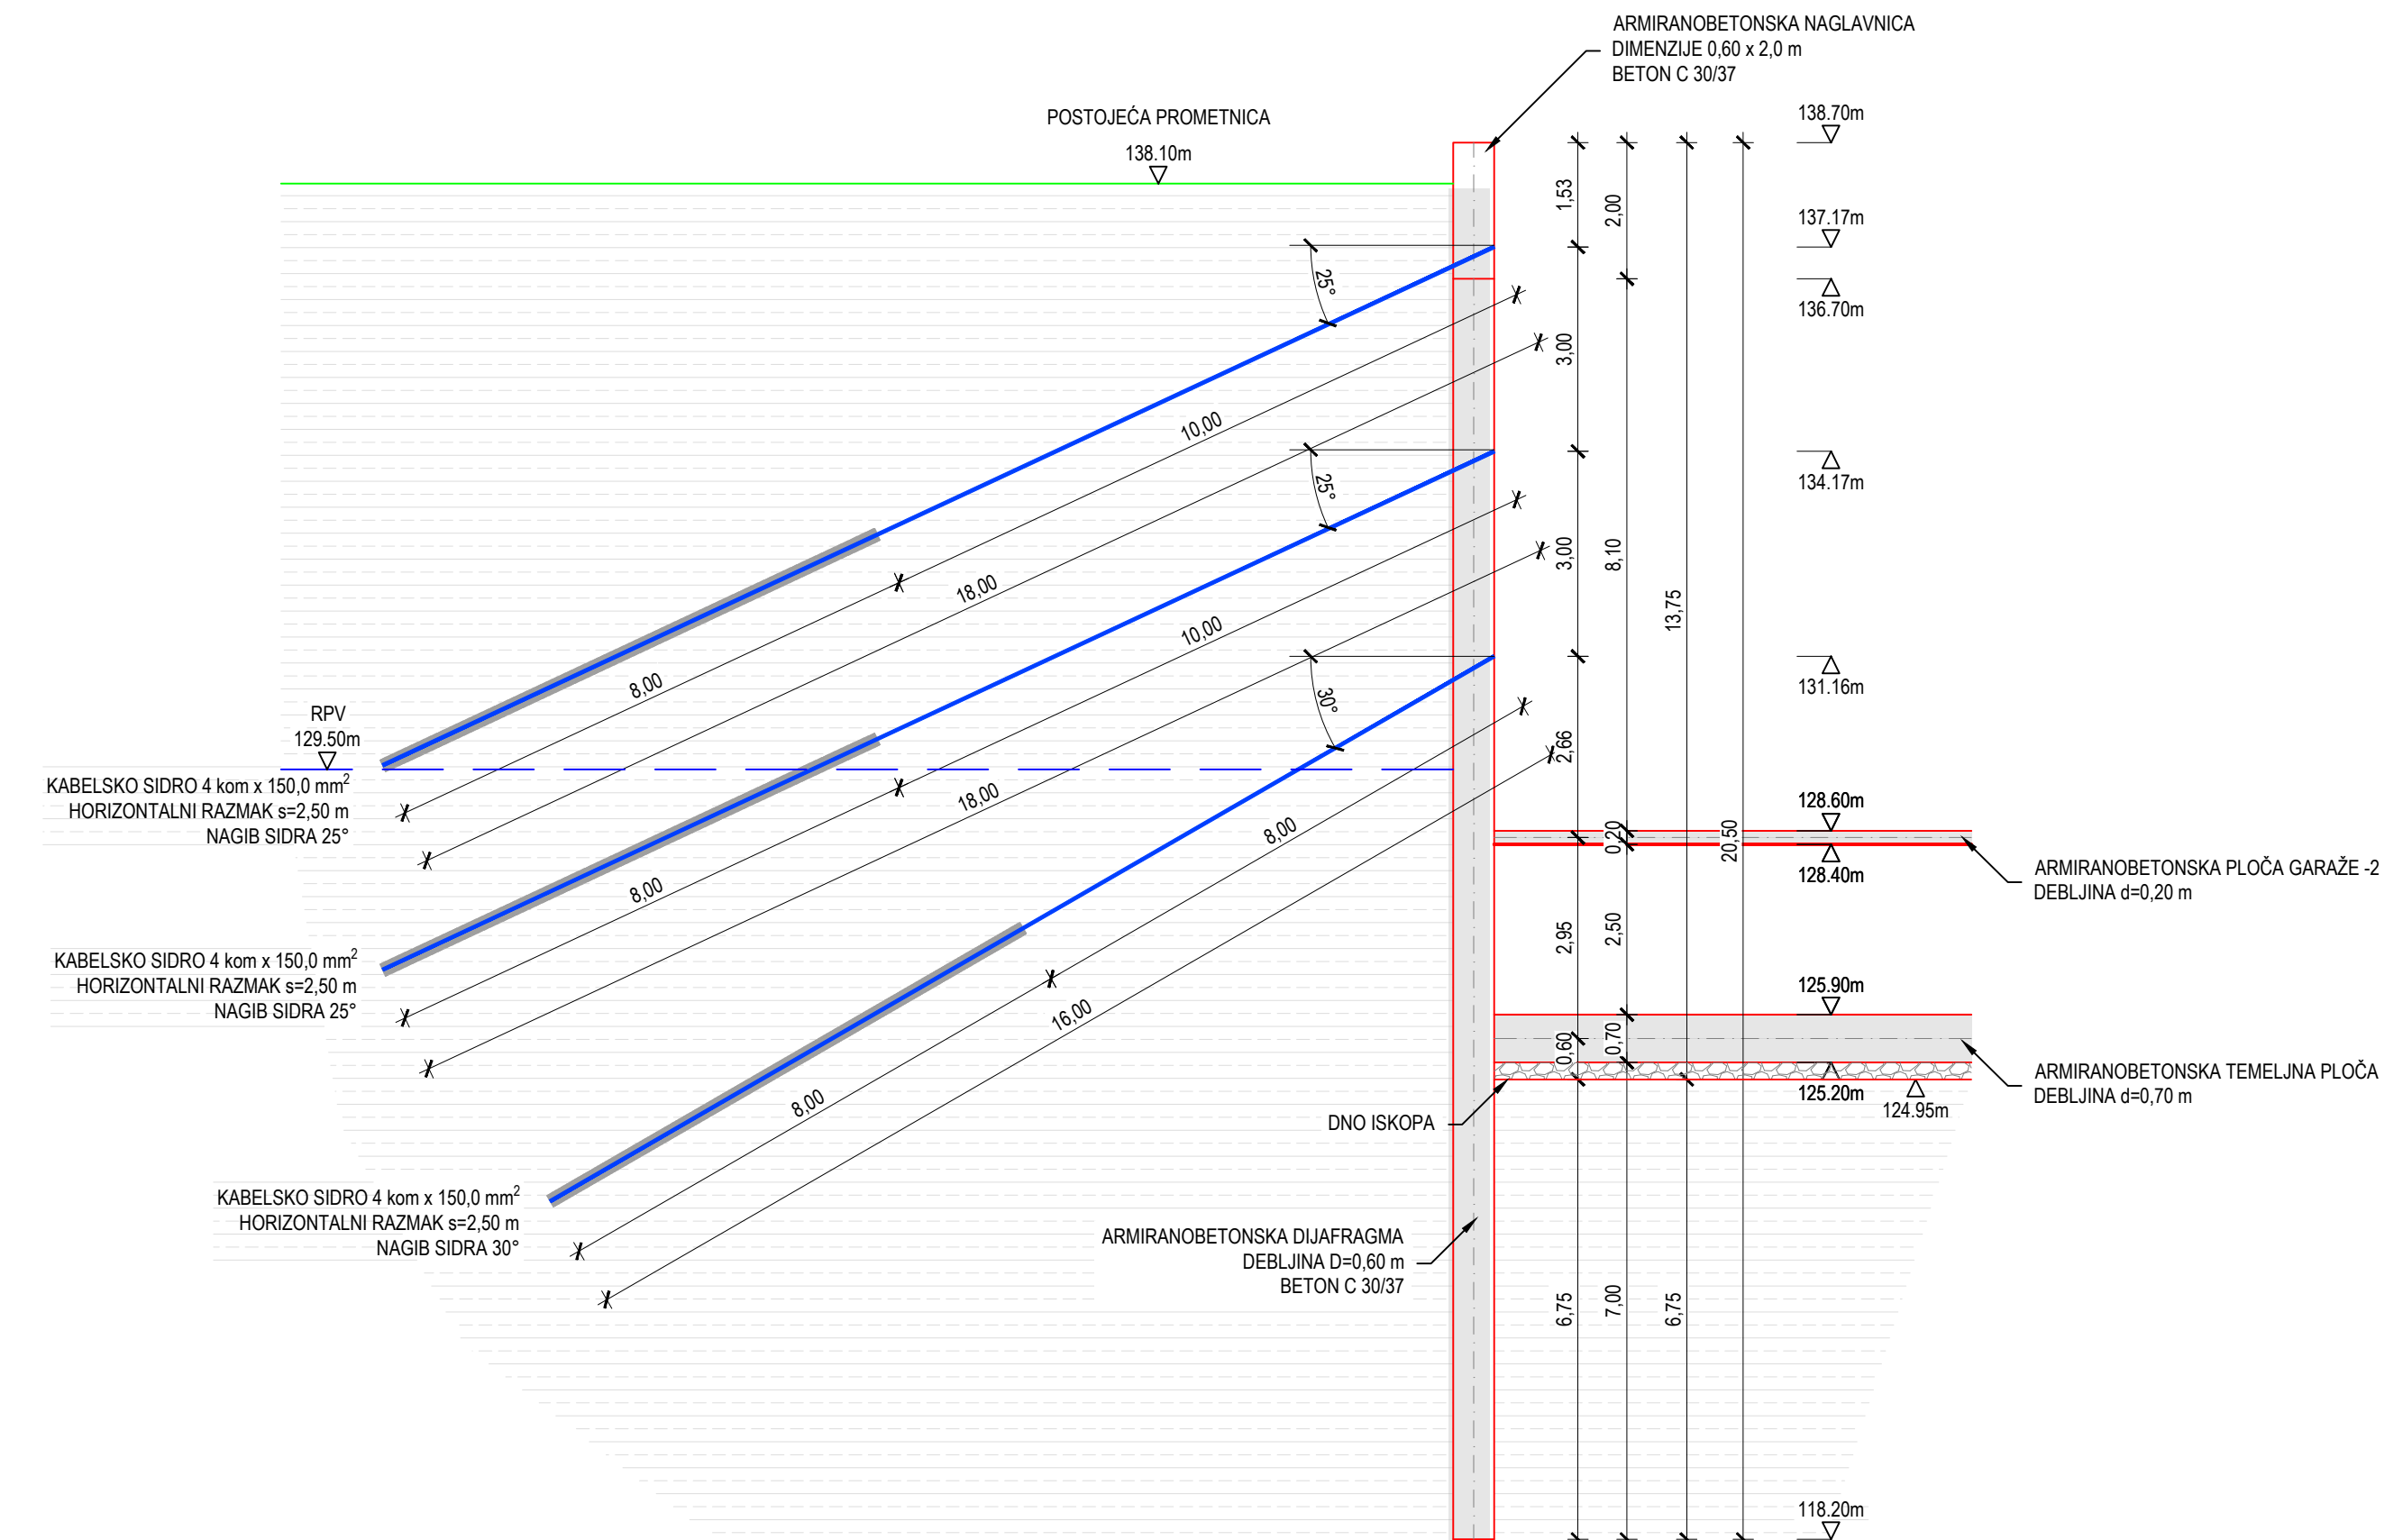 ARMIRANOBETONSKA NAGLAVNICA
DIMENZIJE 0,60 x 2,0 m
BETON C 30/37
POSTOJEĆA PROMETNICA
138.10m
138.70m
137.17m
136.70m
134.17m
131.16m
128.60m
128.40m
125.90m
125.20m
124.95m
118.20m
1,53
3,00
3,00
2,66
2,95
0,60
6,75
2,00
8,10
0,20
2,50
0,70
7,00
13,75
6,75
20,50
25°
10,00
8,00
18,00
25°
10,00
8,00
18,00
30°
8,00
8,00
16,00
RPV
129.50m
KABELSKO SIDRO 4 kom x 150,0 mm²
HORIZONTALNI RAZMAK s=2,50 m
NAGIB SIDRA 25°
KABELSKO SIDRO 4 kom x 150,0 mm²
HORIZONTALNI RAZMAK s=2,50 m
NAGIB SIDRA 25°
KABELSKO SIDRO 4 kom x 150,0 mm²
HORIZONTALNI RAZMAK s=2,50 m
NAGIB SIDRA 30°
ARMIRANOBETONSKA PLOČA GARAŽE -2
DEBLJINA d=0,20 m
ARMIRANOBETONSKA TEMELJNA PLOČA
DEBLJINA d=0,70 m
DNO ISKOPA
ARMIRANOBETONSKA DIJAFRAGMA
DEBLJINA D=0,60 m
BETON C 30/37